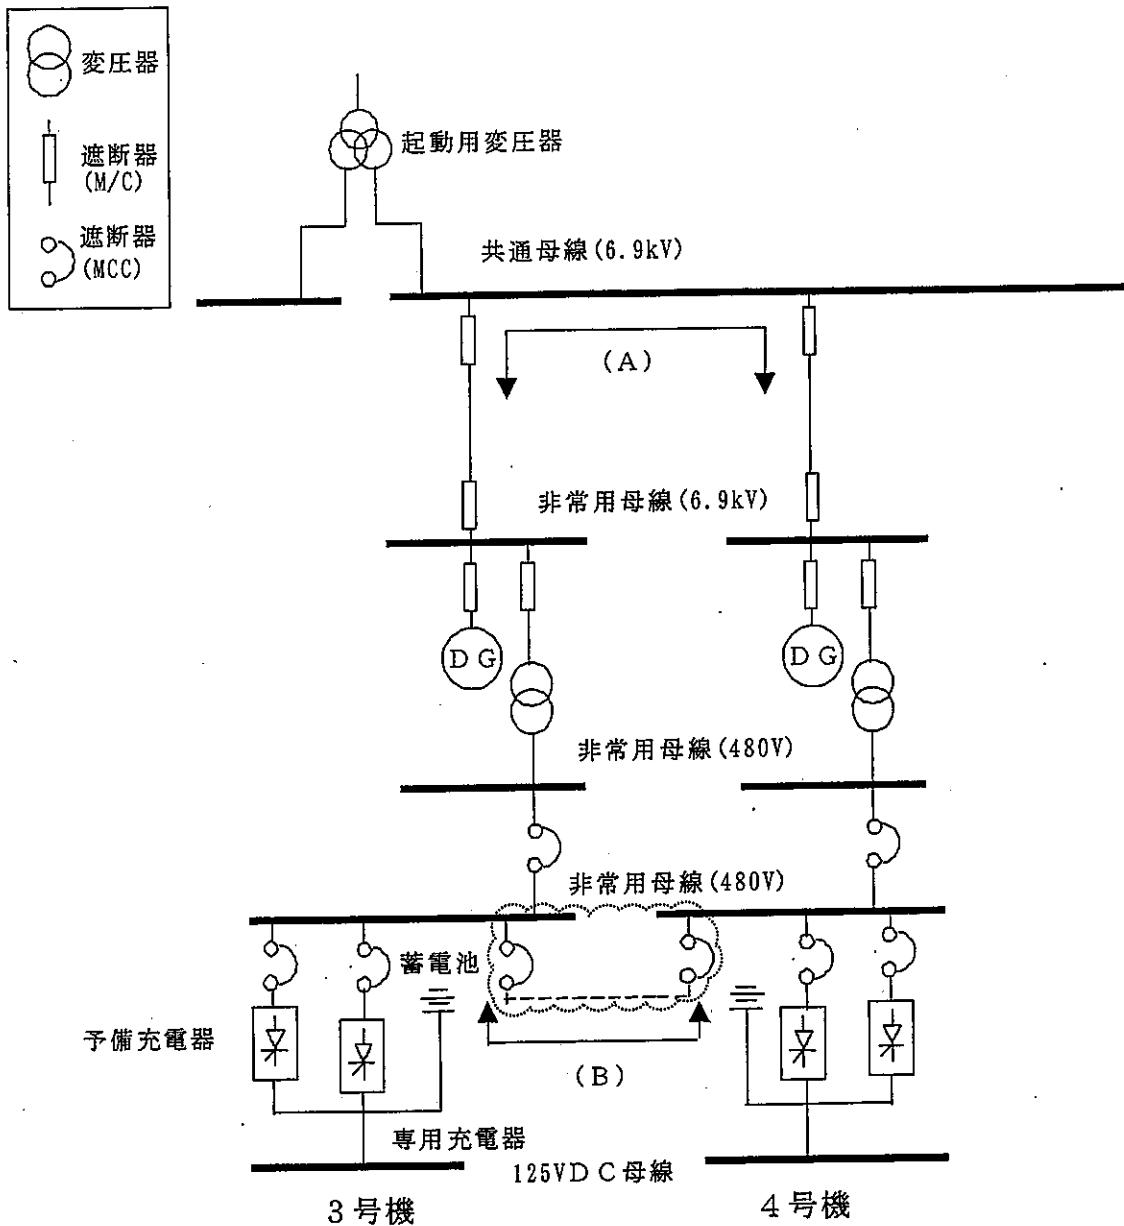 変圧器
遮断器
(M/C)
遮断器
(MCC)
起動用変圧器
共通母線(6.9kV)
(A)
非常用母線(6.9kV)
DG
DG
非常用母線(480V)
非常用母線(480V)
蓄電池
予備充電器
(B)
専用充電器
125VDC母線
3号機
4号機